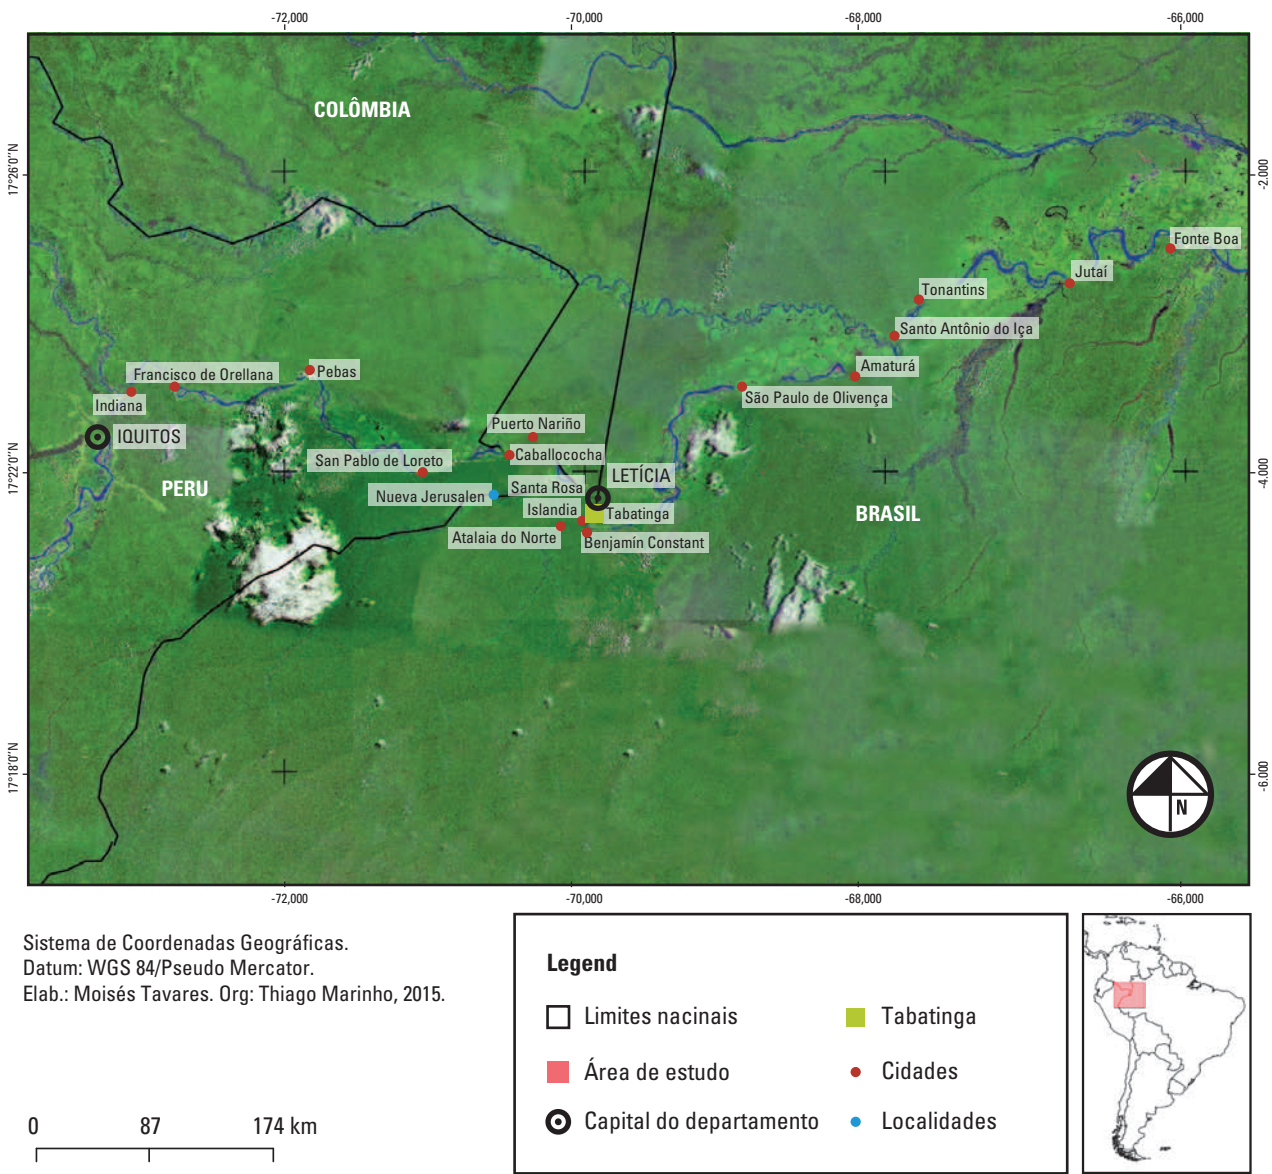 -72,000
-70,000
-68,000
-66,000
17°26'0"N
17°22'0"N
17°18'0"N
-2.000
-4.000
-6.000
COLÔMBIA
Fonte Boa
Jutaí
Tonantins
Santo Antônio do Iça
Amaturá
São Paulo de Olivença
Francisco de Orellana
Pebas
Indiana
IQUITOS
Puerto Nariño
Caballococha
San Pablo de Loreto
LETÍCIA
PERU
Nueva Jerusalen
Santa Rosa
Islandia
Tabatinga
BRASIL
Atalaia do Norte
Benjamín Constant
N
-72,000
-70,000
-68,000
-66,000
Sistema de Coordenadas Geográficas.
Datum: WGS 84/Pseudo Mercator.
Elab.: Moisés Tavares. Org: Thiago Marinho, 2015.
0
87
174 km
Legend
Limites nacinais
Área de estudo
Capital do departamento
Tabatinga
Cidades
Localidades